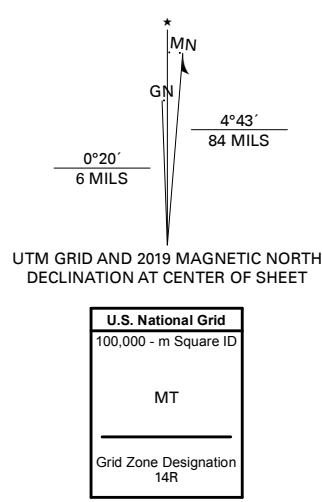 ★
MN
GN
4°43´
84 MILS
0°20´
6 MILS
UTM GRID AND 2019 MAGNETIC NORTH
DECLINATION AT CENTER OF SHEET
U.S. National Grid
100,000 - m Square ID
MT
Grid Zone Designation
14R